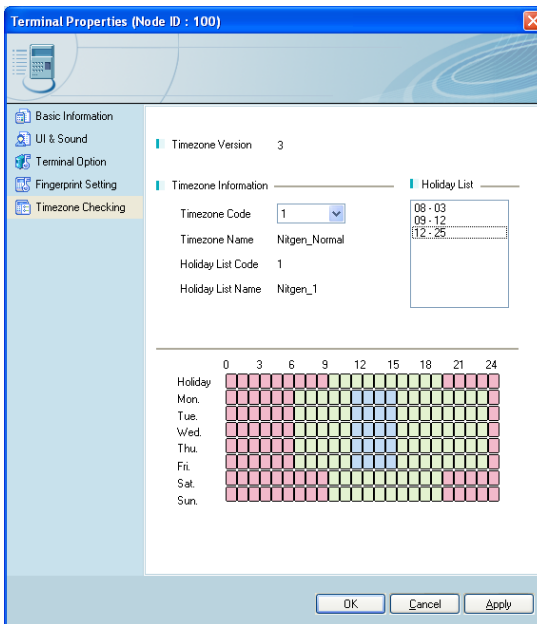 Terminal Properties (Node ID : 100)
Basic Information
UI & Sound
Terminal Option
Fingerprint Setting
Timezone Checking
Timezone Version 3
Timezone Information
Timezone Code 1
Timezone Name Nitgen_Normal
Holiday List Code 1
Holiday List Name Nitgen_1
Holiday List
08 - 03
09 - 12
12 - 25
0 3 6 9 12 15 18 21 24
Holiday
Mon.
Tue.
Wed.
Thu.
Fri.
Sat.
Sun.
OK Cancel Apply